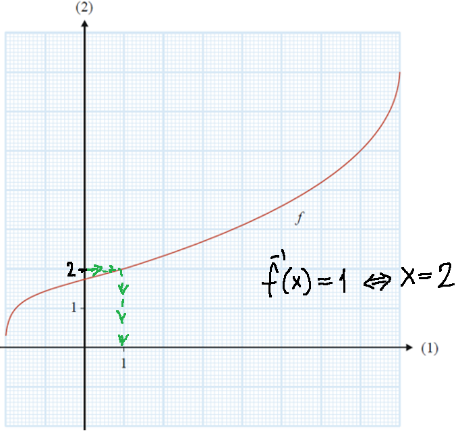 (2)
f
2
f⁻¹(x) = 1 ⇔ x = 2
1
(1)
1